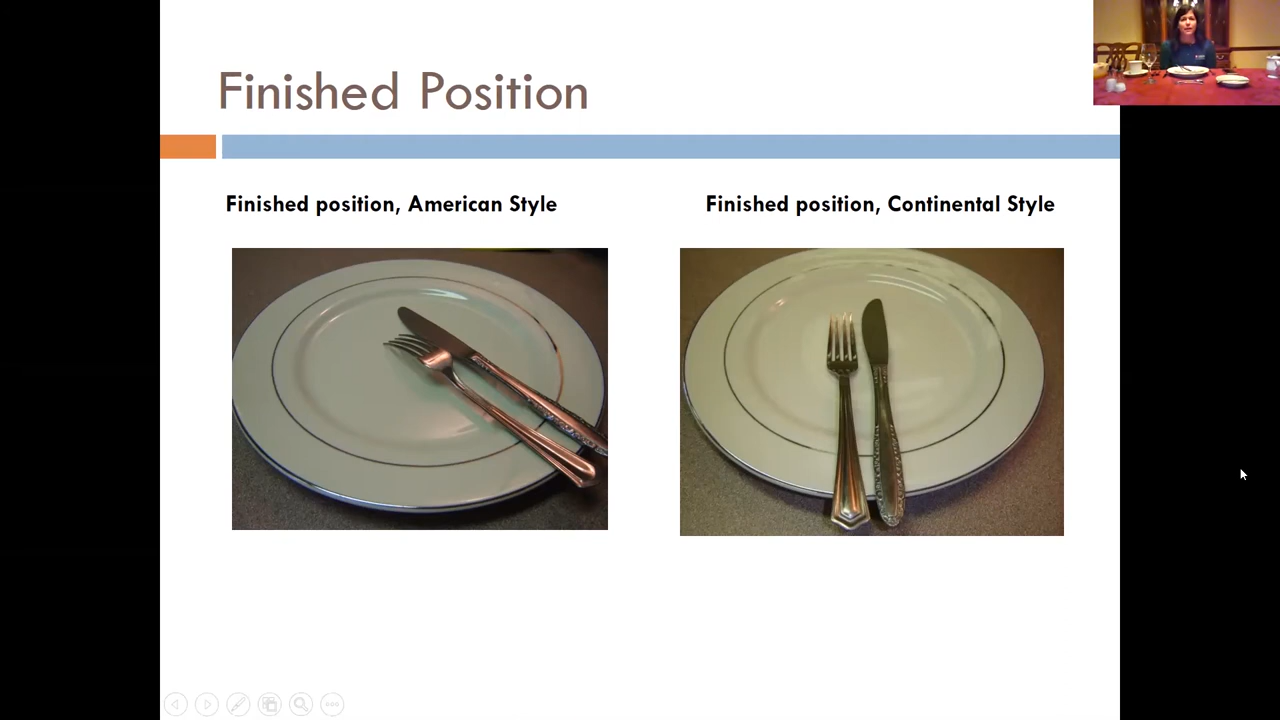 Finished Position
Finished position, American Style
Finished position, Continental Style